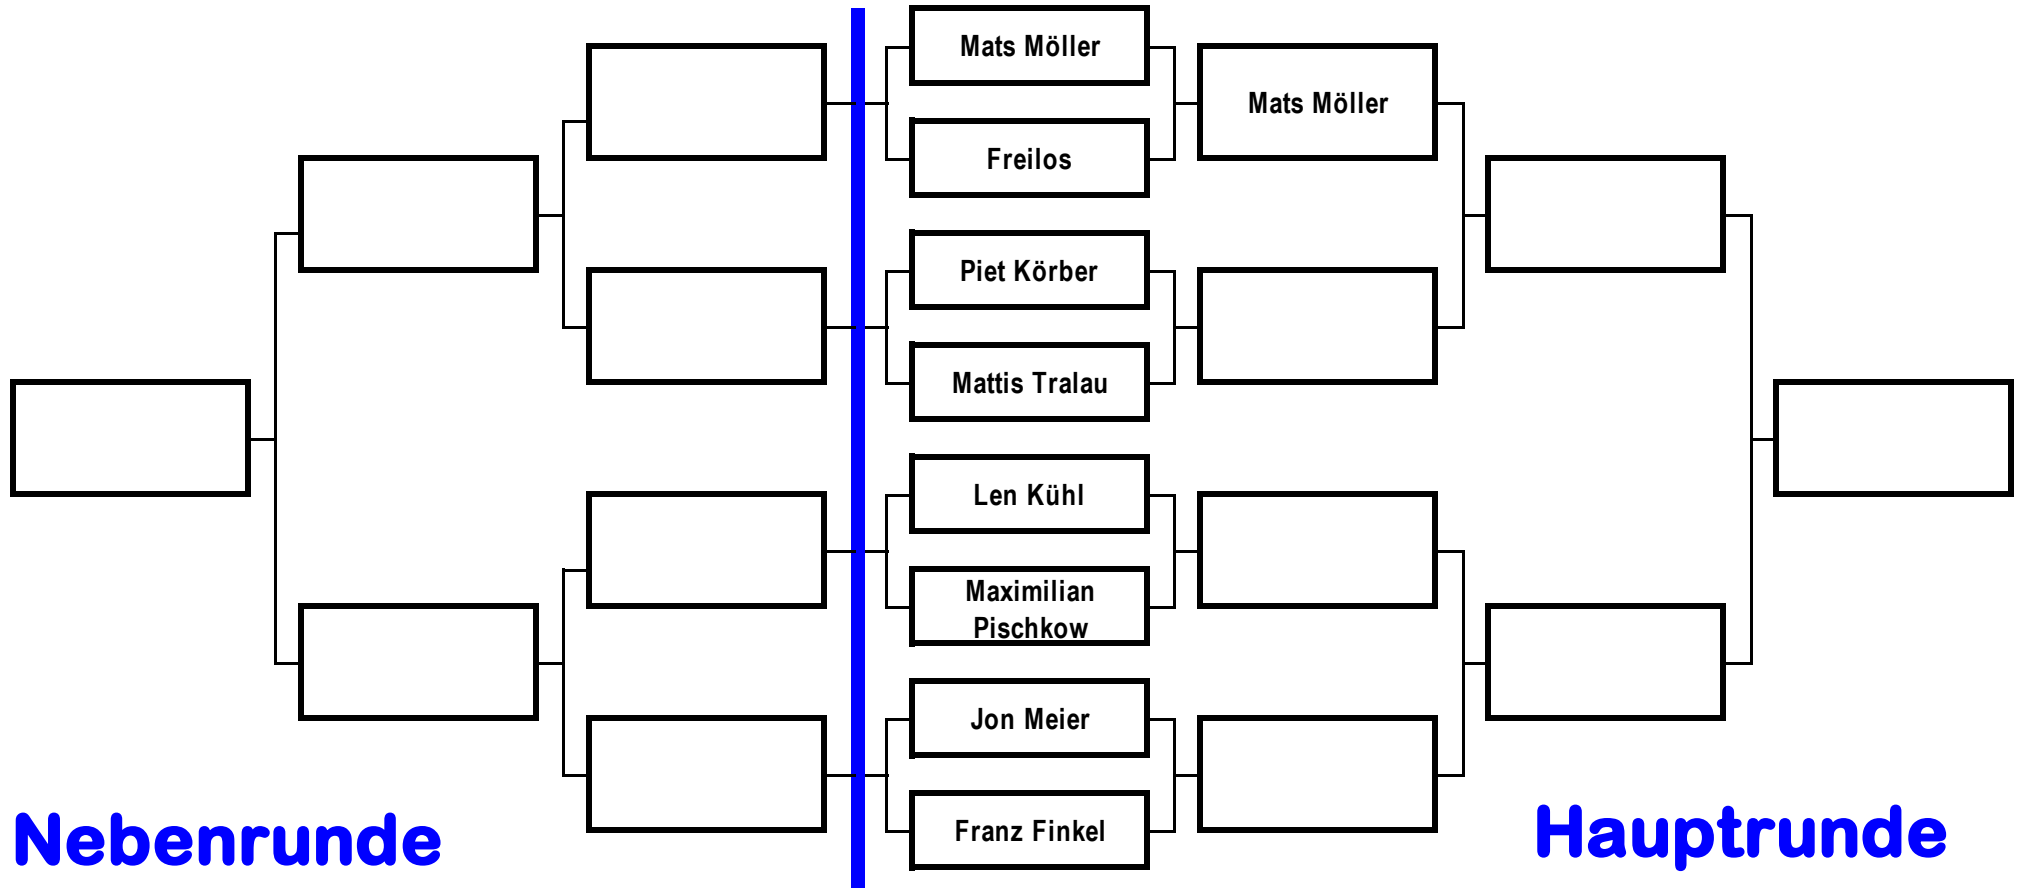 Mats Möller
Mats Möller
Freilos
Piet Körber
Mattis Tralau
Len Kühl
Maximilian
Pischkow
Jon Meier
Franz Finkel
Nebenrunde
Hauptrunde